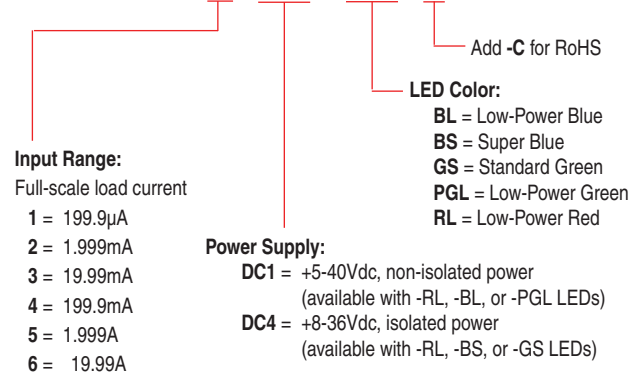 Add -C for RoHS
LED Color:
BL = Low-Power Blue
BS = Super Blue
GS = Standard Green
PGL = Low-Power Green
RL = Low-Power Red
Input Range:
Full-scale load current
1 = 199.9µA
2 = 1.999mA
3 = 19.99mA
4 = 199.9mA
5 = 1.999A
6 = 19.99A
Power Supply:
DC1 = +5-40Vdc, non-isolated power
(available with -RL, -BL, or -PGL LEDs)
DC4 = +8-36Vdc, isolated power
(available with -RL, -BS, or -GS LEDs)